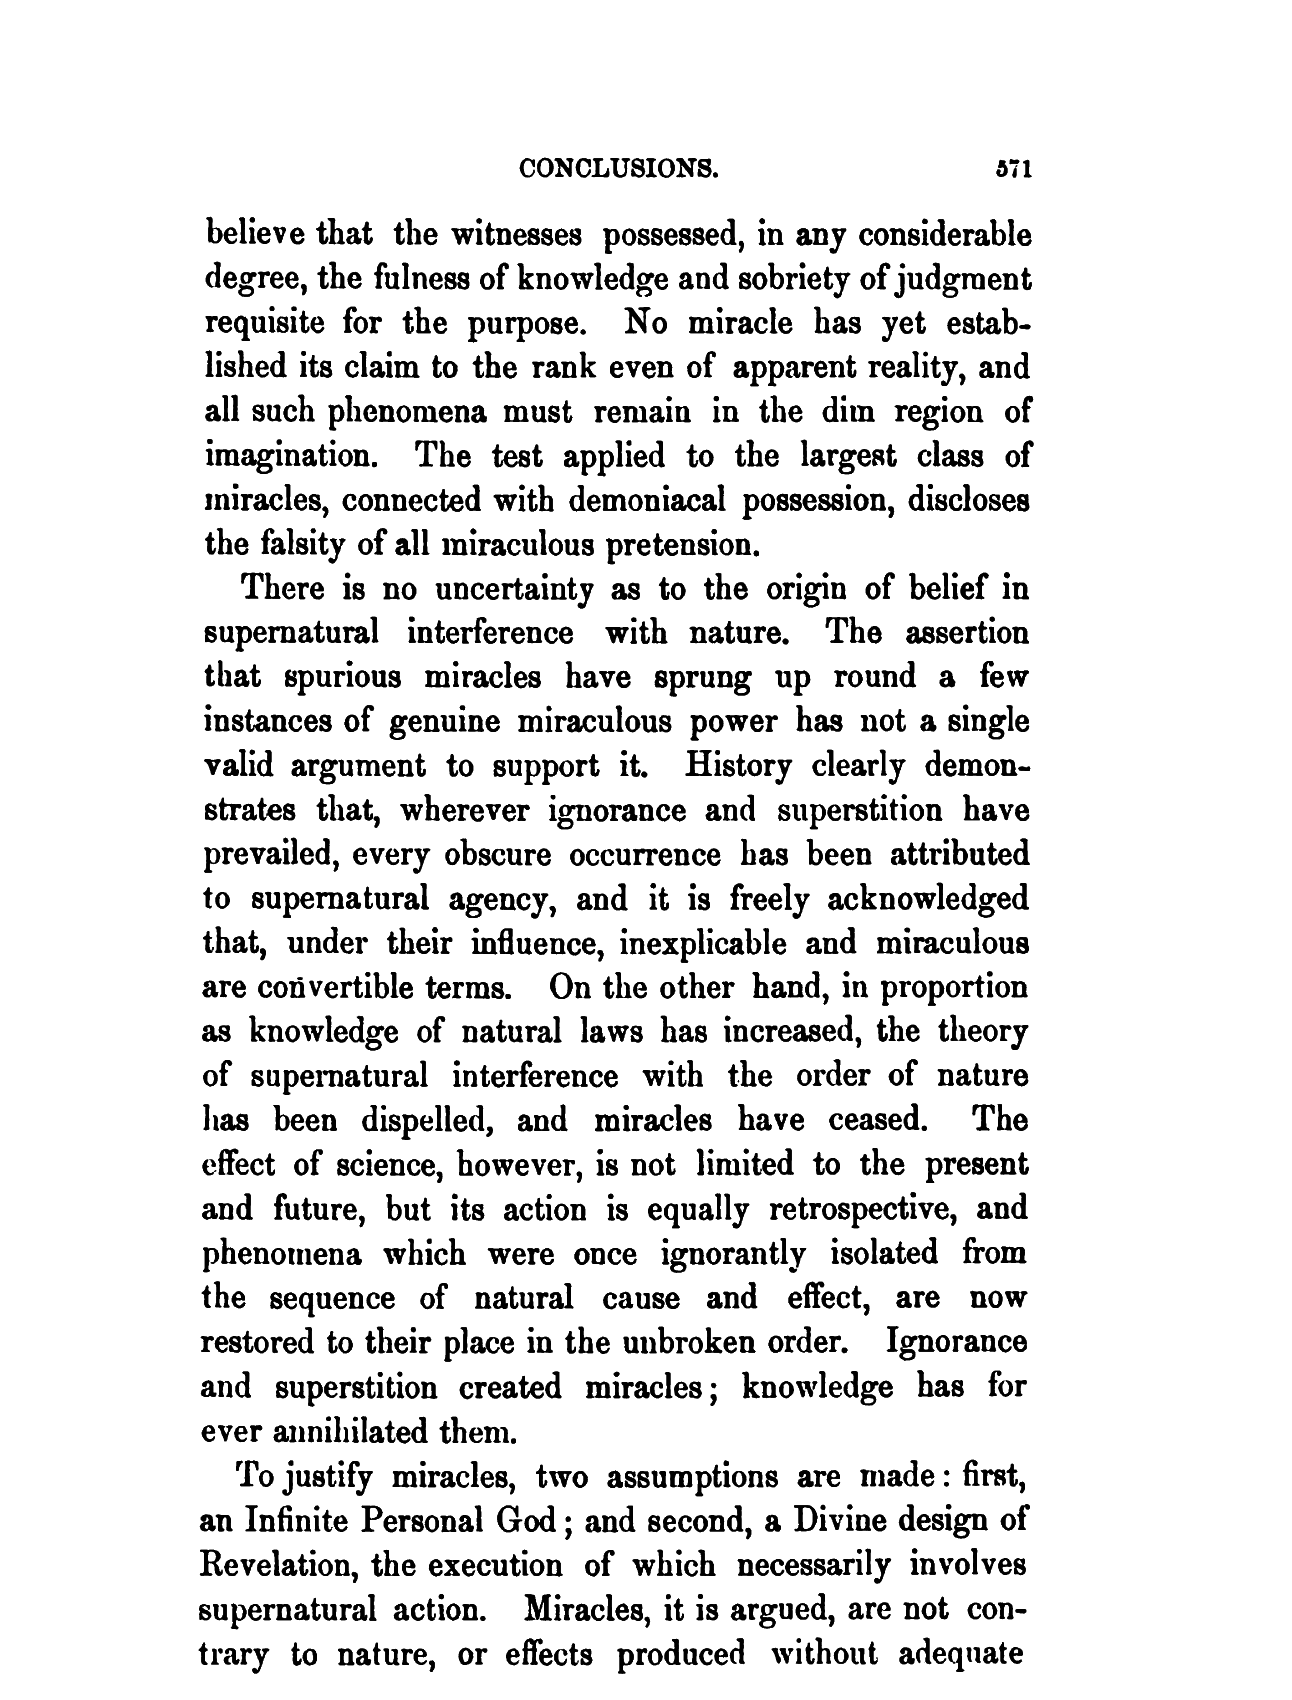 CONCLUSIONS. 571
believe that the witnesses possessed, in any considerable
degree, the fulness of knowledge and sobriety of judgment
requisite for the purpose. No miracle has yet estab-
lished its claim to the rank even of apparent reality, and
all such phenomena must remain in the dim region of
imagination. The test applied to the largest class of
miracles, connected with demoniacal possession, discloses
the falsity of all miraculous pretension.
There is no uncertainty as to the origin of belief in
supernatural interference with nature. The assertion
that spurious miracles have sprung up round a few
instances of genuine miraculous power has not a single
valid argument to support it. History clearly demon-
strates that, wherever ignorance and superstition have
prevailed, every obscure occurrence has been attributed
to supernatural agency, and it is freely acknowledged
that, under their influence, inexplicable and miraculous
are convertible terms. On the other hand, in proportion
as knowledge of natural laws has increased, the theory
of supernatural interference with the order of nature
has been dispelled, and miracles have ceased. The
effect of science, however, is not limited to the present
and future, but its action is equally retrospective, and
phenomena which were once ignorantly isolated from
the sequence of natural cause and effect, are now
restored to their place in the unbroken order. Ignorance
and superstition created miracles; knowledge has for
ever annihilated them.
To justify miracles, two assumptions are made: first,
an Infinite Personal God; and second, a Divine design of
Revelation, the execution of which necessarily involves
supernatural action. Miracles, it is argued, are not con-
trary to nature, or effects produced without adequate